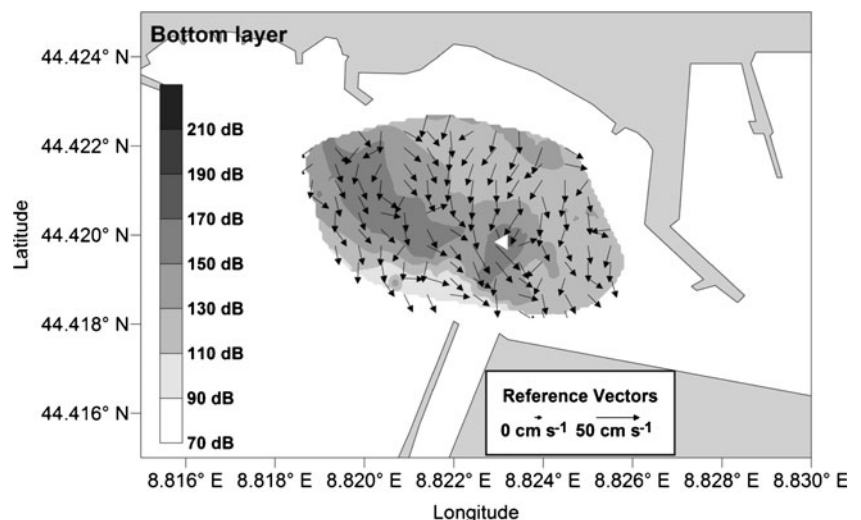 Bottom layer
44.424° N
44.422° N
44.420° N
44.418° N
44.416° N
Latitude
210 dB
190 dB
170 dB
150 dB
130 dB
110 dB
90 dB
70 dB
Reference Vectors
0 cm s-1 50 cm s-1
8.816° E 8.818° E 8.820° E 8.822° E 8.824° E 8.826° E 8.828° E 8.830° E
Longitude